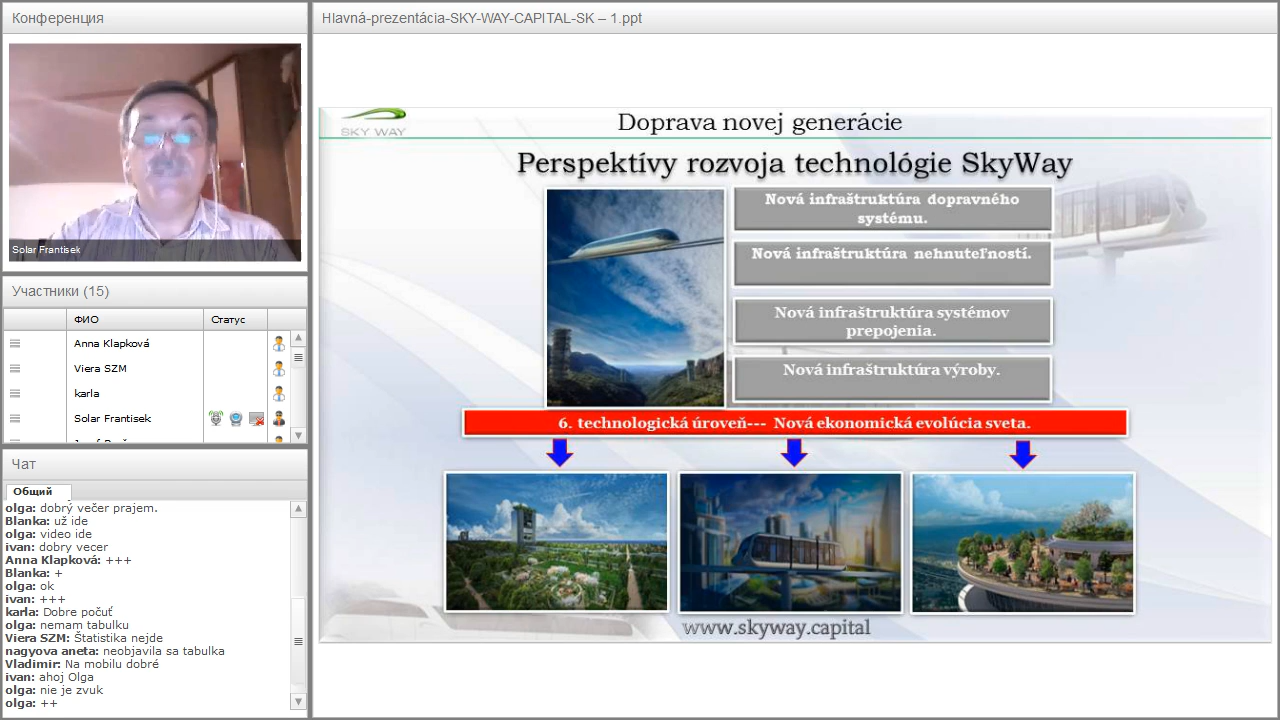 Конференция
Solar Frantisek
Участники (15)
ФИО
Статус
Anna Klapková
Viera SZM
karla
Solar Frantisek
Чат
Общий
olga: dobrý večer prajem.
Blanka: už ide
olga: video ide
ivan: dobry vecer
Anna Klapková: +++
Blanka: +
olga: ok
ivan: +++
karla: Dobre počuť
olga: nemam tabulku
Viera SZM: Štatistika nejde
nagyova aneta: neobjavila sa tabulka
Vladimir: Na mobilu dobré
ivan: ahoj Olga
olga: nie je zvuk
olga: ++
Hlavná-prezentácia-SKY-WAY-CAPITAL-SK – 1.ppt
SKY WAY
Doprava novej generácie
Perspektívy rozvoja technológie SkyWay
Nová infraštruktúra dopravného
systému.
Nová infraštruktúra nehnuteľností.
Nová infraštruktúra systémov
prepojenia.
Nová infraštruktúra výroby.
6. technologická úroveň--- Nová ekonomická evolúcia sveta.
www.skyway.capital